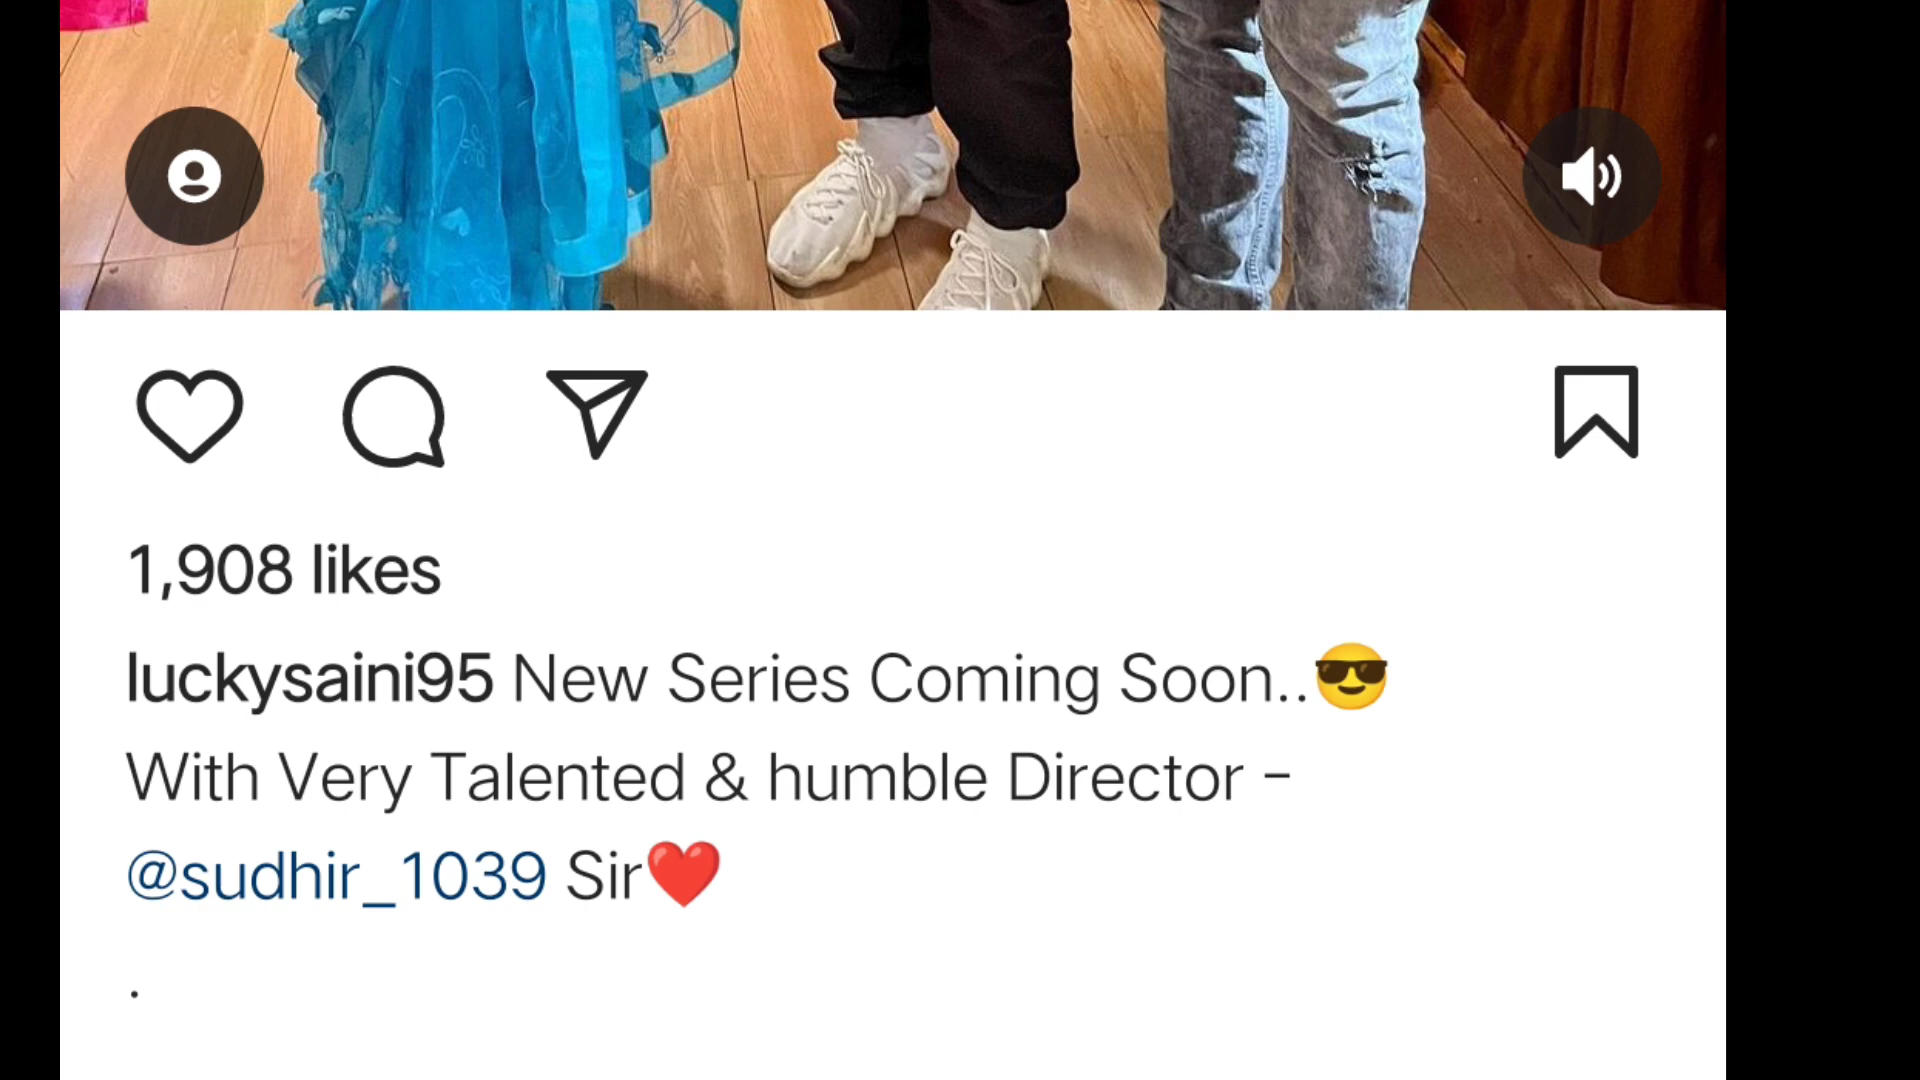 1,908 likes
luckysaini95 New Series Coming Soon..😎
With Very Talented & humble Director -
@sudhir_1039 Sir❤️
.